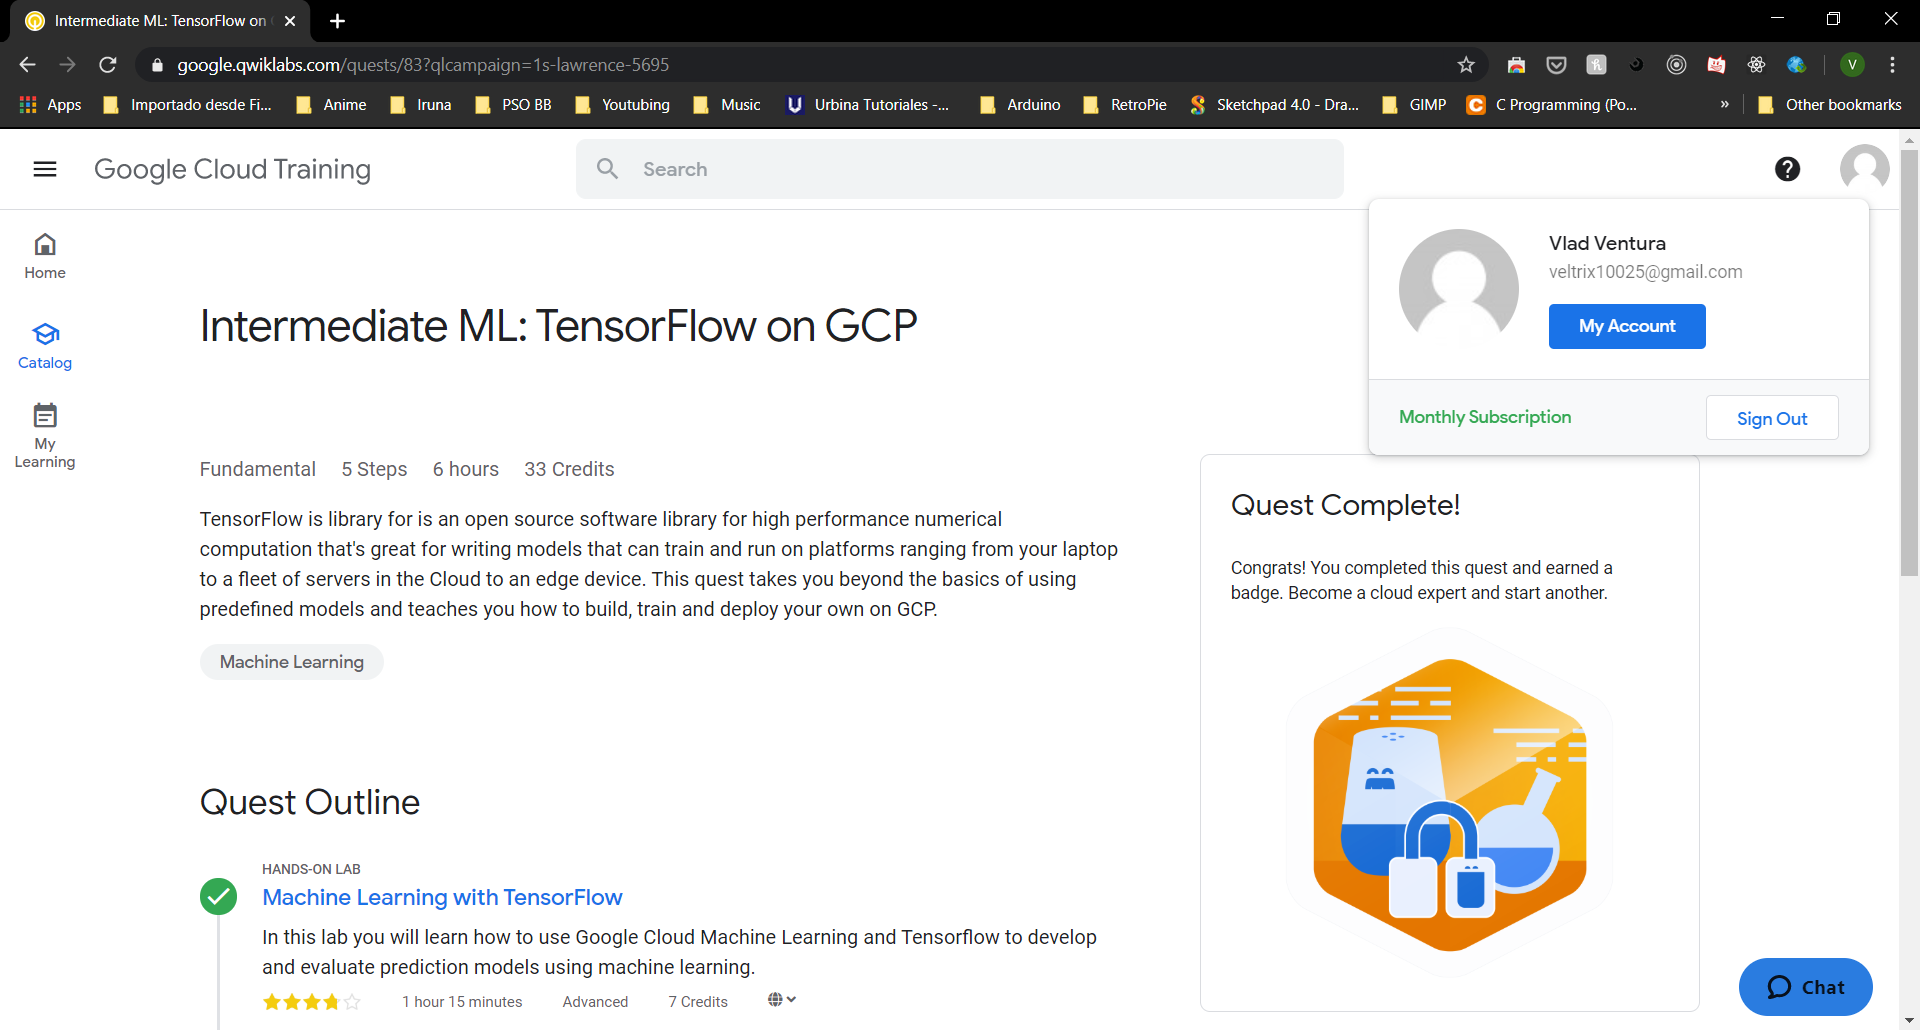 Intermediate ML: TensorFlow on
google.qwiklabs.com/quests/83?qlcampaign=1s-lawrence-5695
V
Apps Importado desde Fi... Anime Iruna PSO BB Youtubing Music Urbina Tutoriales -... Arduino RetroPie Sketchpad 4.0 - Dra... GIMP C Programming (Po... » Other bookmarks
Google Cloud Training
Search
Home
Catalog
My
Learning
Vlad Ventura
veltrix10025@gmail.com
My Account
Monthly Subscription
Sign Out
Intermediate ML: TensorFlow on GCP
Fundamental 5 Steps 6 hours 33 Credits
TensorFlow is library for is an open source software library for high performance numerical
computation that's great for writing models that can train and run on platforms ranging from your laptop
to a fleet of servers in the Cloud to an edge device. This quest takes you beyond the basics of using
predefined models and teaches you how to build, train and deploy your own on GCP.
Machine Learning
Quest Complete!
Congrats! You completed this quest and earned a
badge. Become a cloud expert and start another.
Quest Outline
HANDS-ON LAB
Machine Learning with TensorFlow
In this lab you will learn how to use Google Cloud Machine Learning and Tensorflow to develop
and evaluate prediction models using machine learning.
1 hour 15 minutes Advanced 7 Credits
Chat